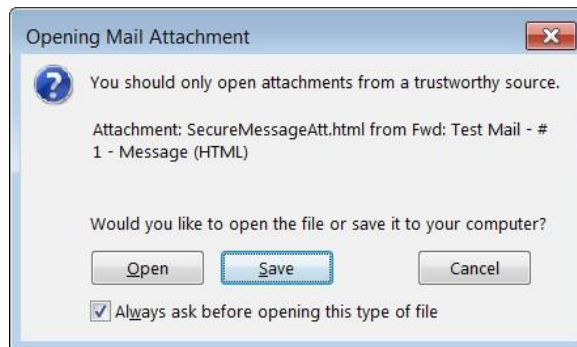 Opening Mail Attachment
You should only open attachments from a trustworthy source.
Attachment: SecureMessageAtt.html from Fwd: Test Mail - #
1 - Message (HTML)
Would you like to open the file or save it to your computer?
Open Save Cancel
Always ask before opening this type of file